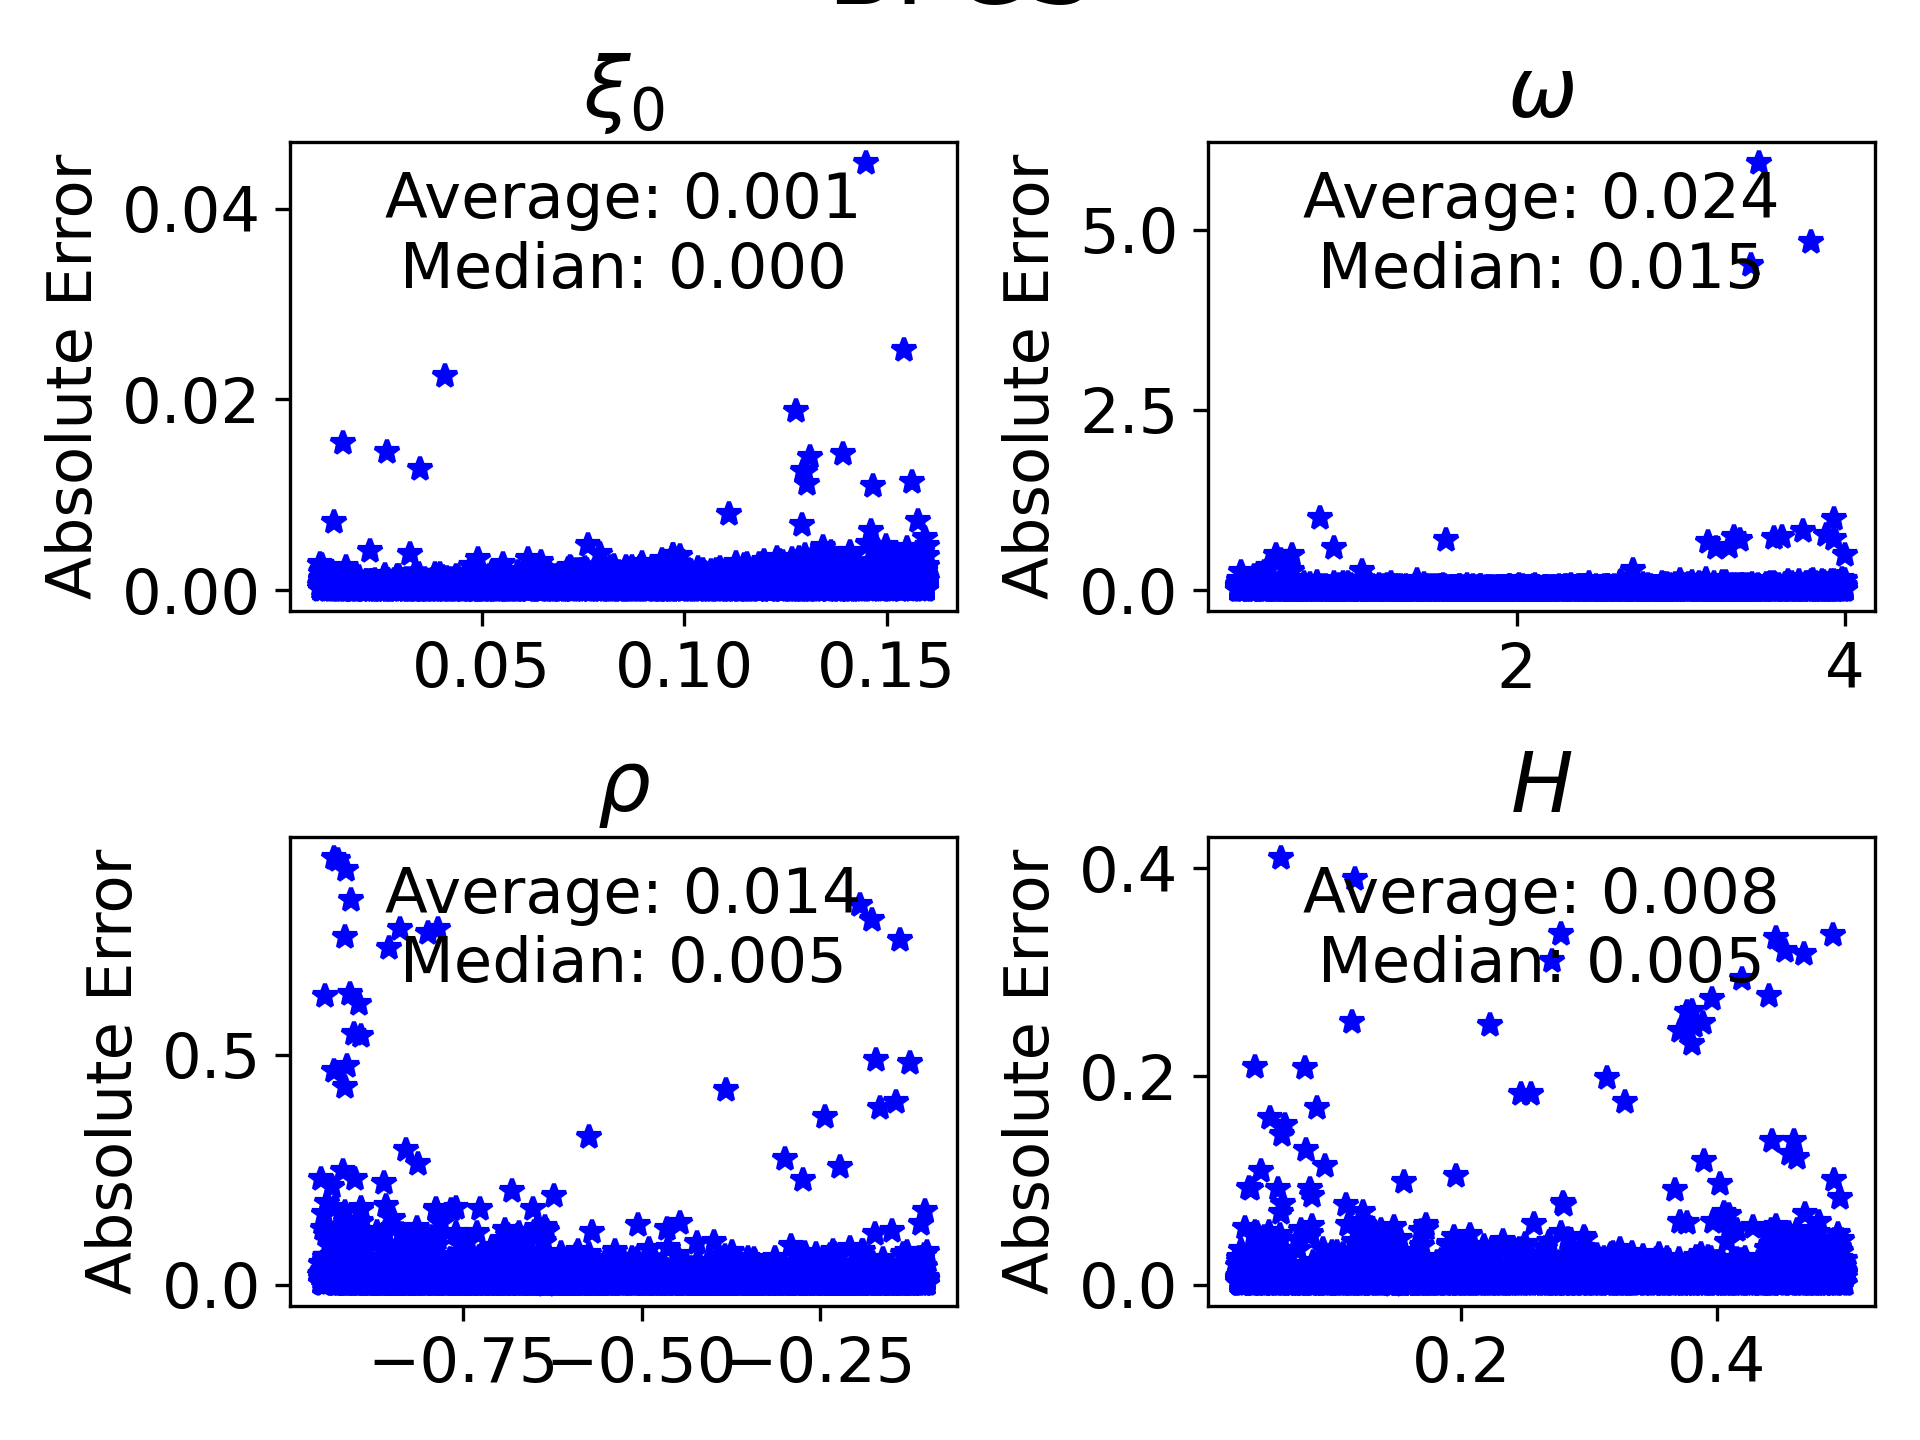 ξ0
ω
Absolute Error
0.04
0.02
0.00
Average: 0.001
Median: 0.000
0.05 0.10 0.15
Absolute Error
5.0
2.5
0.0
Average: 0.024
Median: 0.015
2 4
ρ
H
Absolute Error
0.5
0.0
Average: 0.014
Median: 0.005
−0.75 −0.50 −0.25
Absolute Error
0.4
0.2
0.0
Average: 0.008
Median: 0.005
0.2 0.4